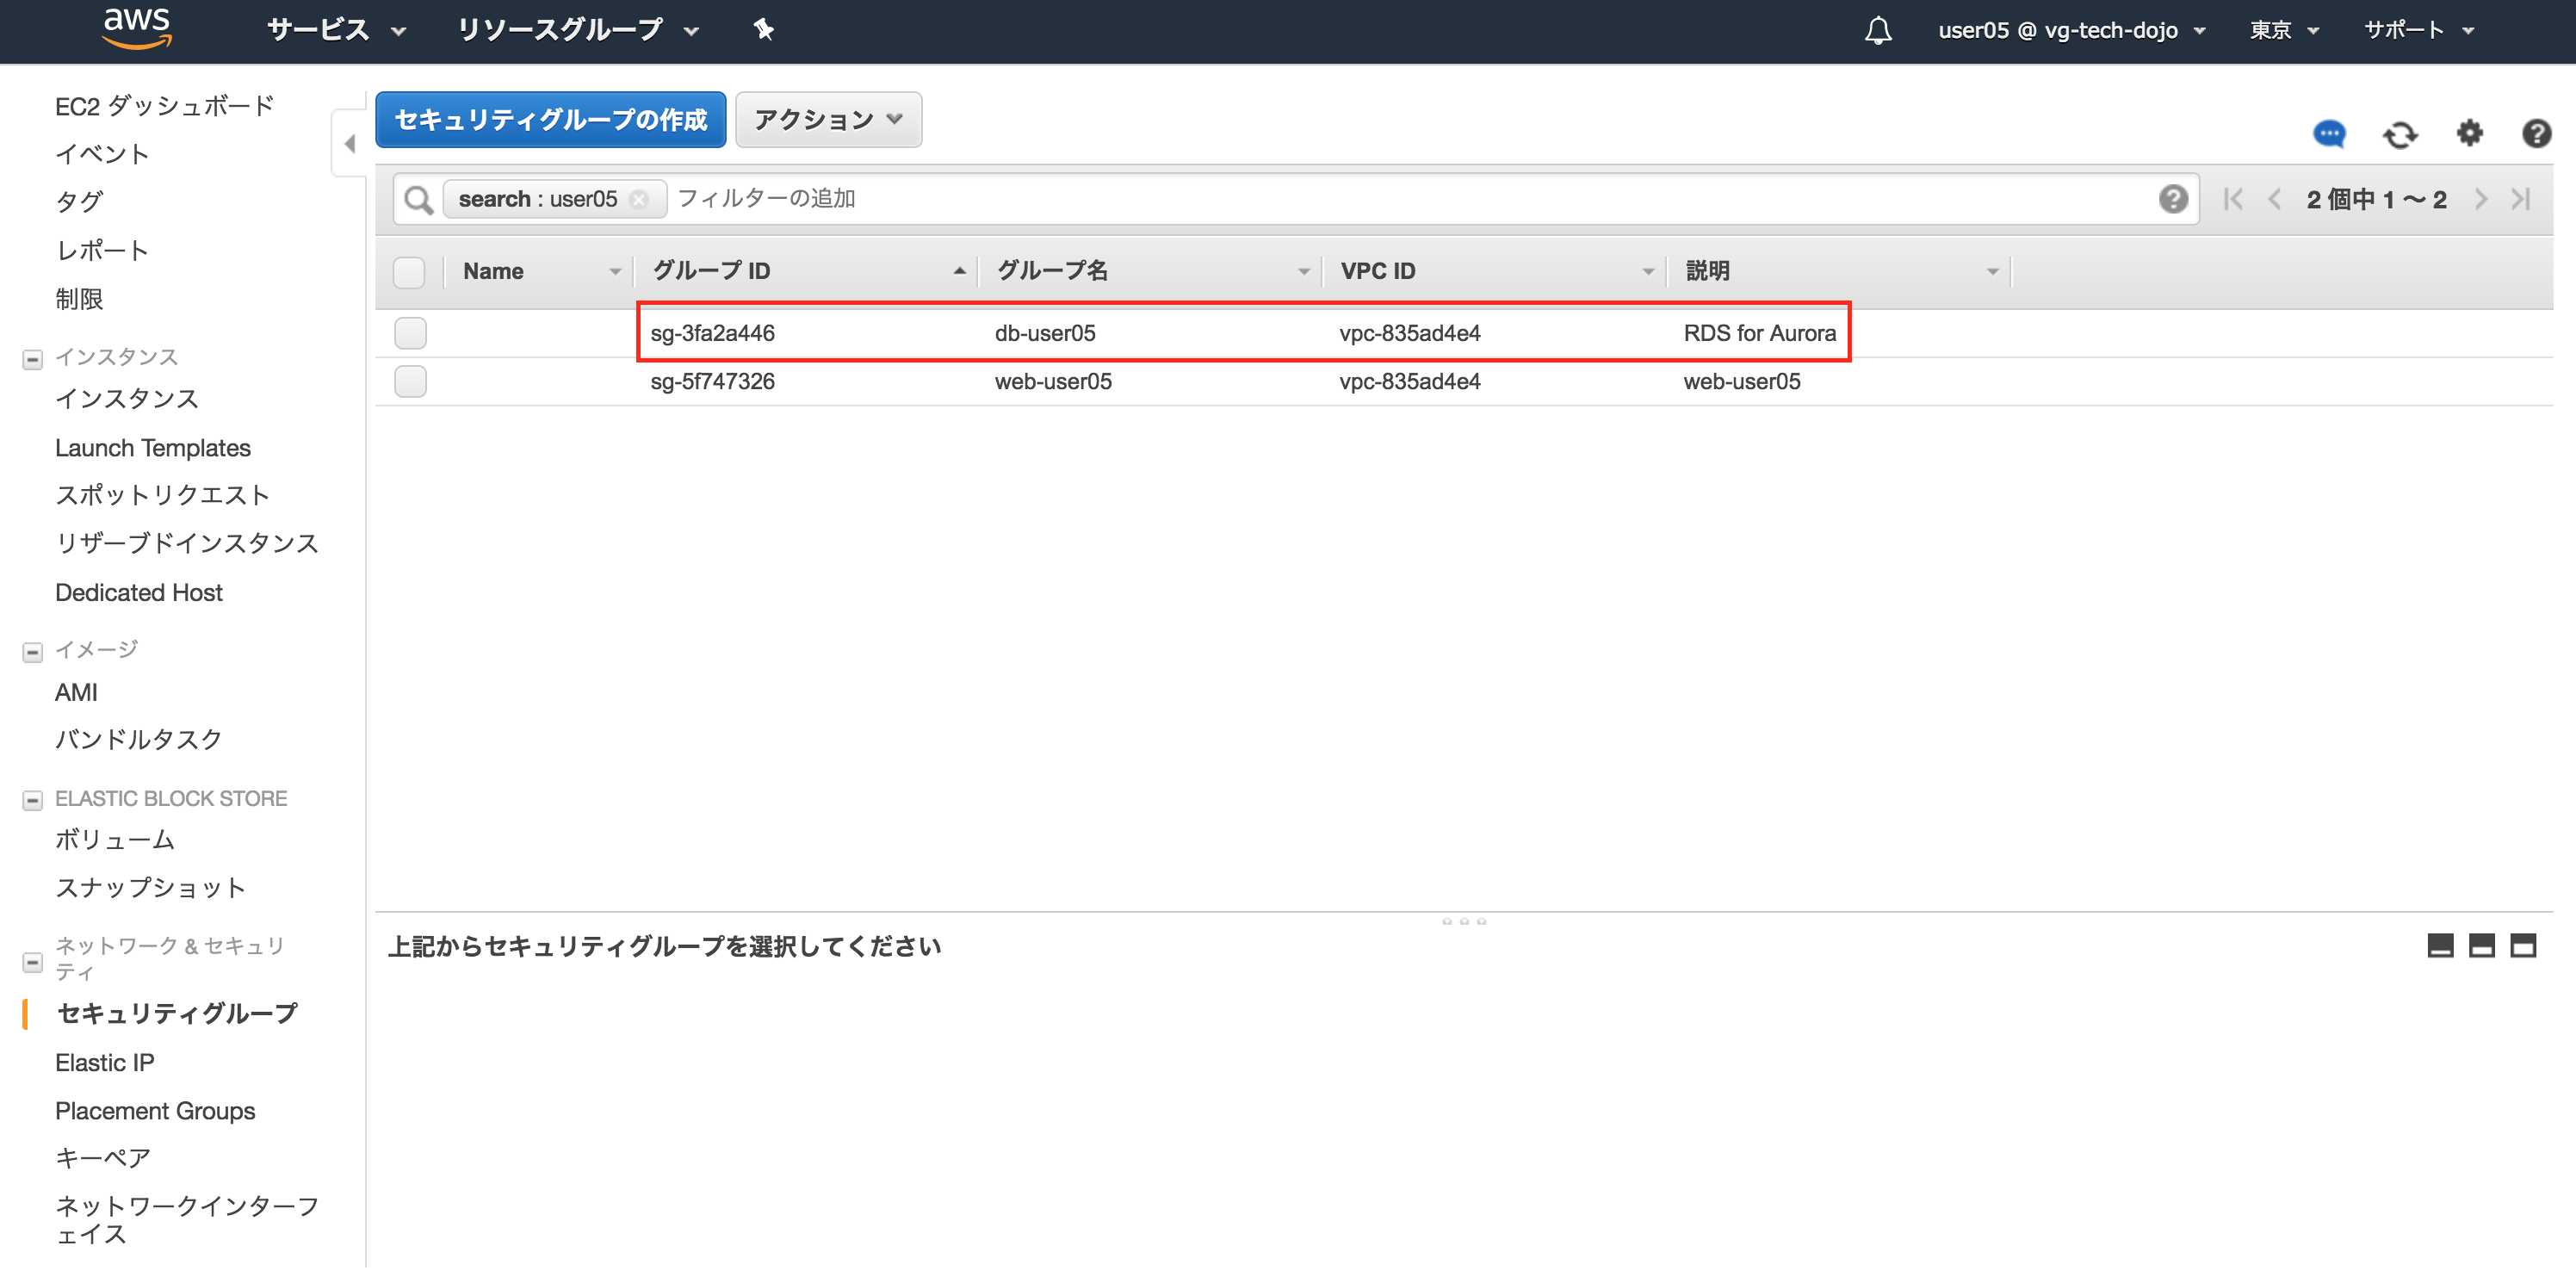 aws サービス リソースグループ user05 @ vg-tech-dojo 東京 サポート
EC2 ダッシュボード
イベント
タグ
レポート
制限
インスタンス
インスタンス
Launch Templates
スポットリクエスト
リザーブドインスタンス
Dedicated Host
イメージ
AMI
バンドルタスク
ELASTIC BLOCK STORE
ボリューム
スナップショット
ネットワーク & セキュリ
ティ
セキュリティグループ
Elastic IP
Placement Groups
キーペア
ネットワークインターフ
ェイス
セキュリティグループの作成 アクション
search : user05 フィルターの追加 2 個中 1 〜 2
Name グループ ID グループ名 VPC ID 説明
sg-3fa2a446 db-user05 vpc-835ad4e4 RDS for Aurora
sg-5f747326 web-user05 vpc-835ad4e4 web-user05
上記からセキュリティグループを選択してください